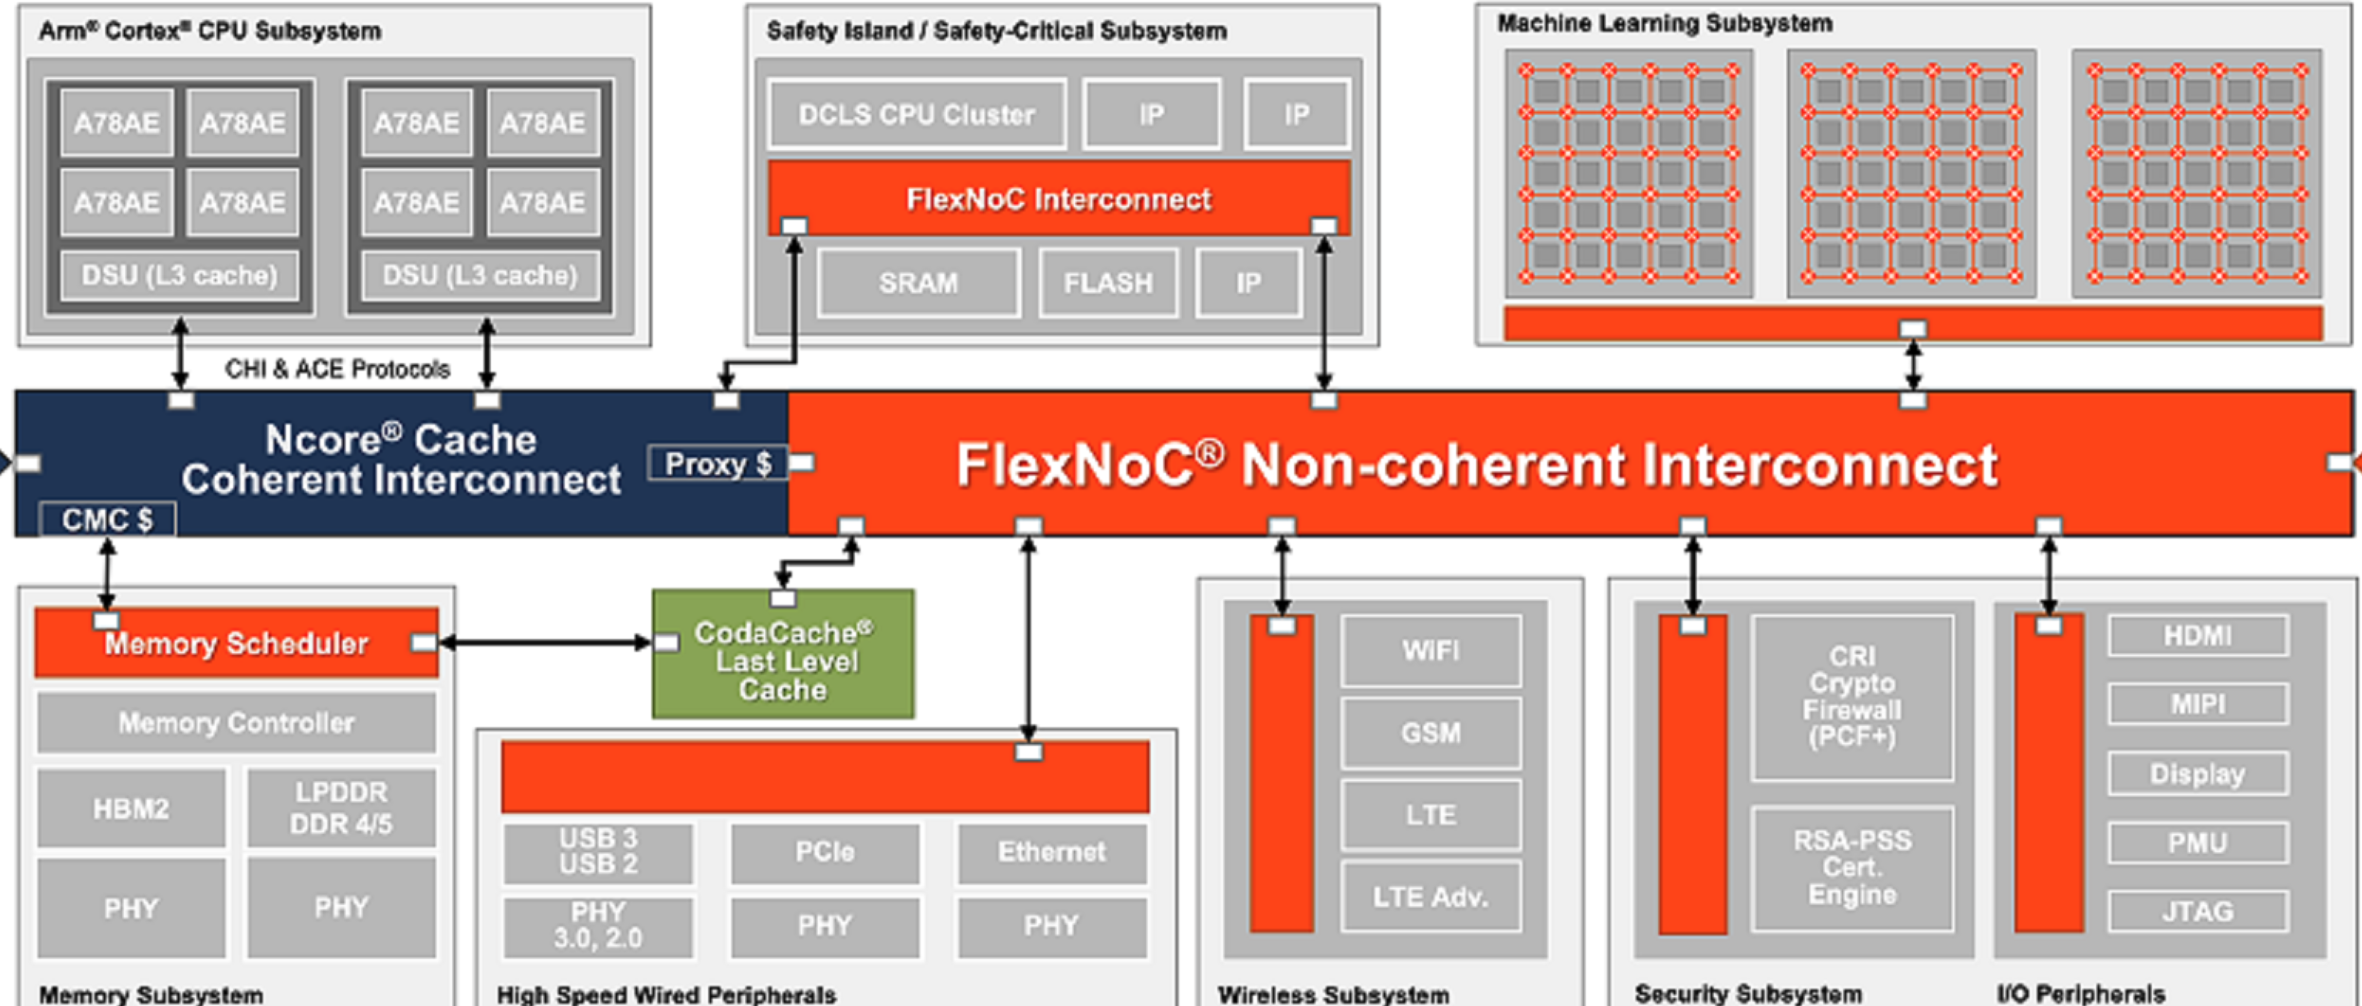 Arm® Cortex® CPU Subsystem
A78AE A78AE
A78AE A78AE
DSU (L3 cache)
A78AE A78AE
A78AE A78AE
DSU (L3 cache)
CHI & ACE Protocols
Safety Island / Safety-Critical Subsystem
DCLS CPU Cluster
IP
IP
FlexNoC Interconnect
SRAM
FLASH
IP
Machine Learning Subsystem
Ncore® Cache
Coherent Interconnect
Proxy $
CMC $
FlexNoC® Non-coherent Interconnect
Memory Scheduler
Memory Controller
HBM2
LPDDR
DDR 4/5
PHY
PHY
Memory Subsystem
CodaCache®
Last Level
Cache
USB 3
USB 2
PCIe
Ethernet
PHY
3.0, 2.0
PHY
PHY
High Speed Wired Peripherals
WiFi
GSM
LTE
LTE Adv.
Wireless Subsystem
CRI
Crypto
Firewall
(PCF+)
RSA-PSS
Cert.
Engine
Security Subsystem
HDMI
MIPI
Display
PMU
JTAG
I/O Peripherals